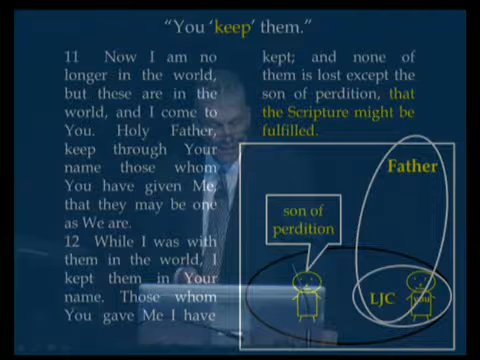 “You ‘keep’ them.”
11 Now I am no
longer in the world,
but these are in the
world, and I come to
You. Holy Father,
keep through Your
name those whom
You have given Me,
that they may be one
as We are.
12 While I was with
them in the world, I
kept them in Your
name. Those whom
You gave Me I have
kept; and none of
them is lost except the
son of perdition, that
the Scripture might be
fulfilled.
Father
son of
perdition
LJC
you